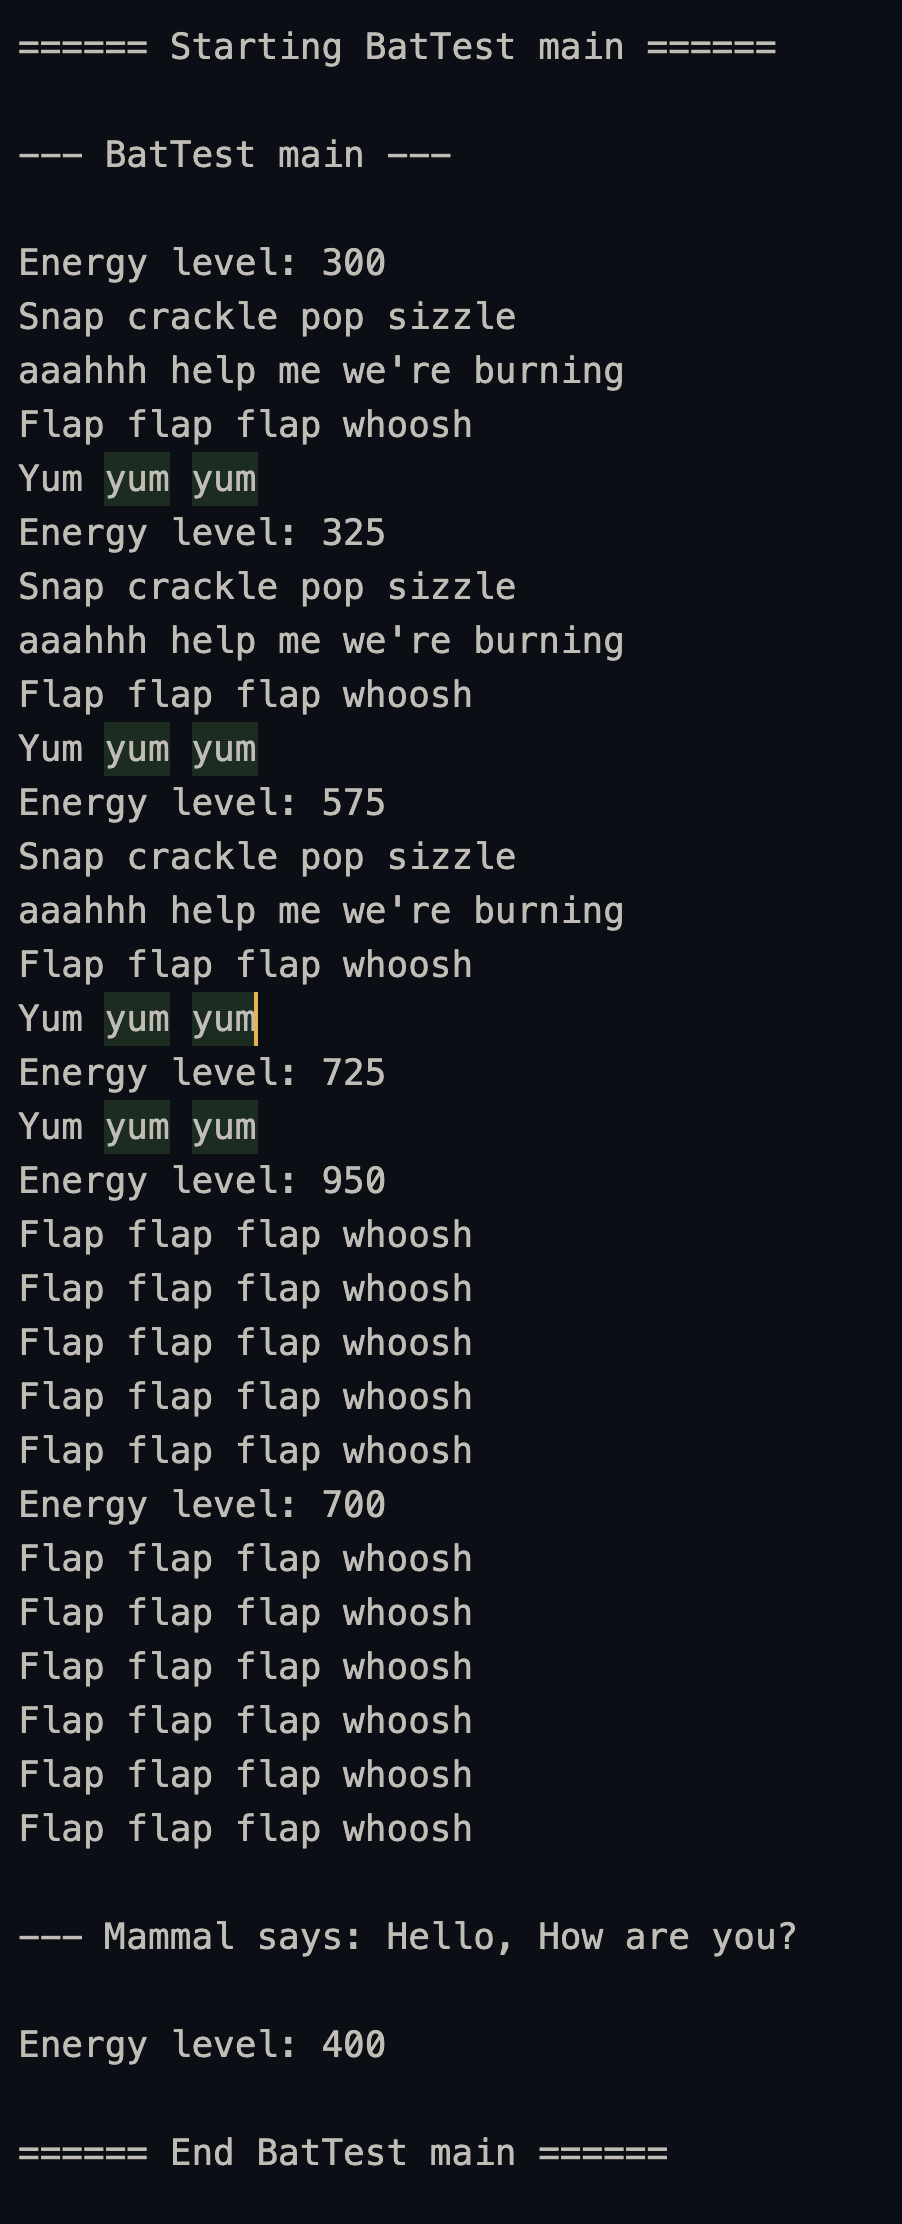 ====== Starting BatTest main ======
--- BatTest main ---
Energy level: 300
Snap crackle pop sizzle
aaahhh help me we're burning
Flap flap flap whoosh
Yum yum yum
Energy level: 325
Snap crackle pop sizzle
aaahhh help me we're burning
Flap flap flap whoosh
Yum yum yum
Energy level: 575
Snap crackle pop sizzle
aaahhh help me we're burning
Flap flap flap whoosh
Yum yum yum
Energy level: 725
Yum yum yum
Energy level: 950
Flap flap flap whoosh
Flap flap flap whoosh
Flap flap flap whoosh
Flap flap flap whoosh
Flap flap flap whoosh
Energy level: 700
Flap flap flap whoosh
Flap flap flap whoosh
Flap flap flap whoosh
Flap flap flap whoosh
Flap flap flap whoosh
Flap flap flap whoosh
--- Mammal says: Hello, How are you?
Energy level: 400
====== End BatTest main ======